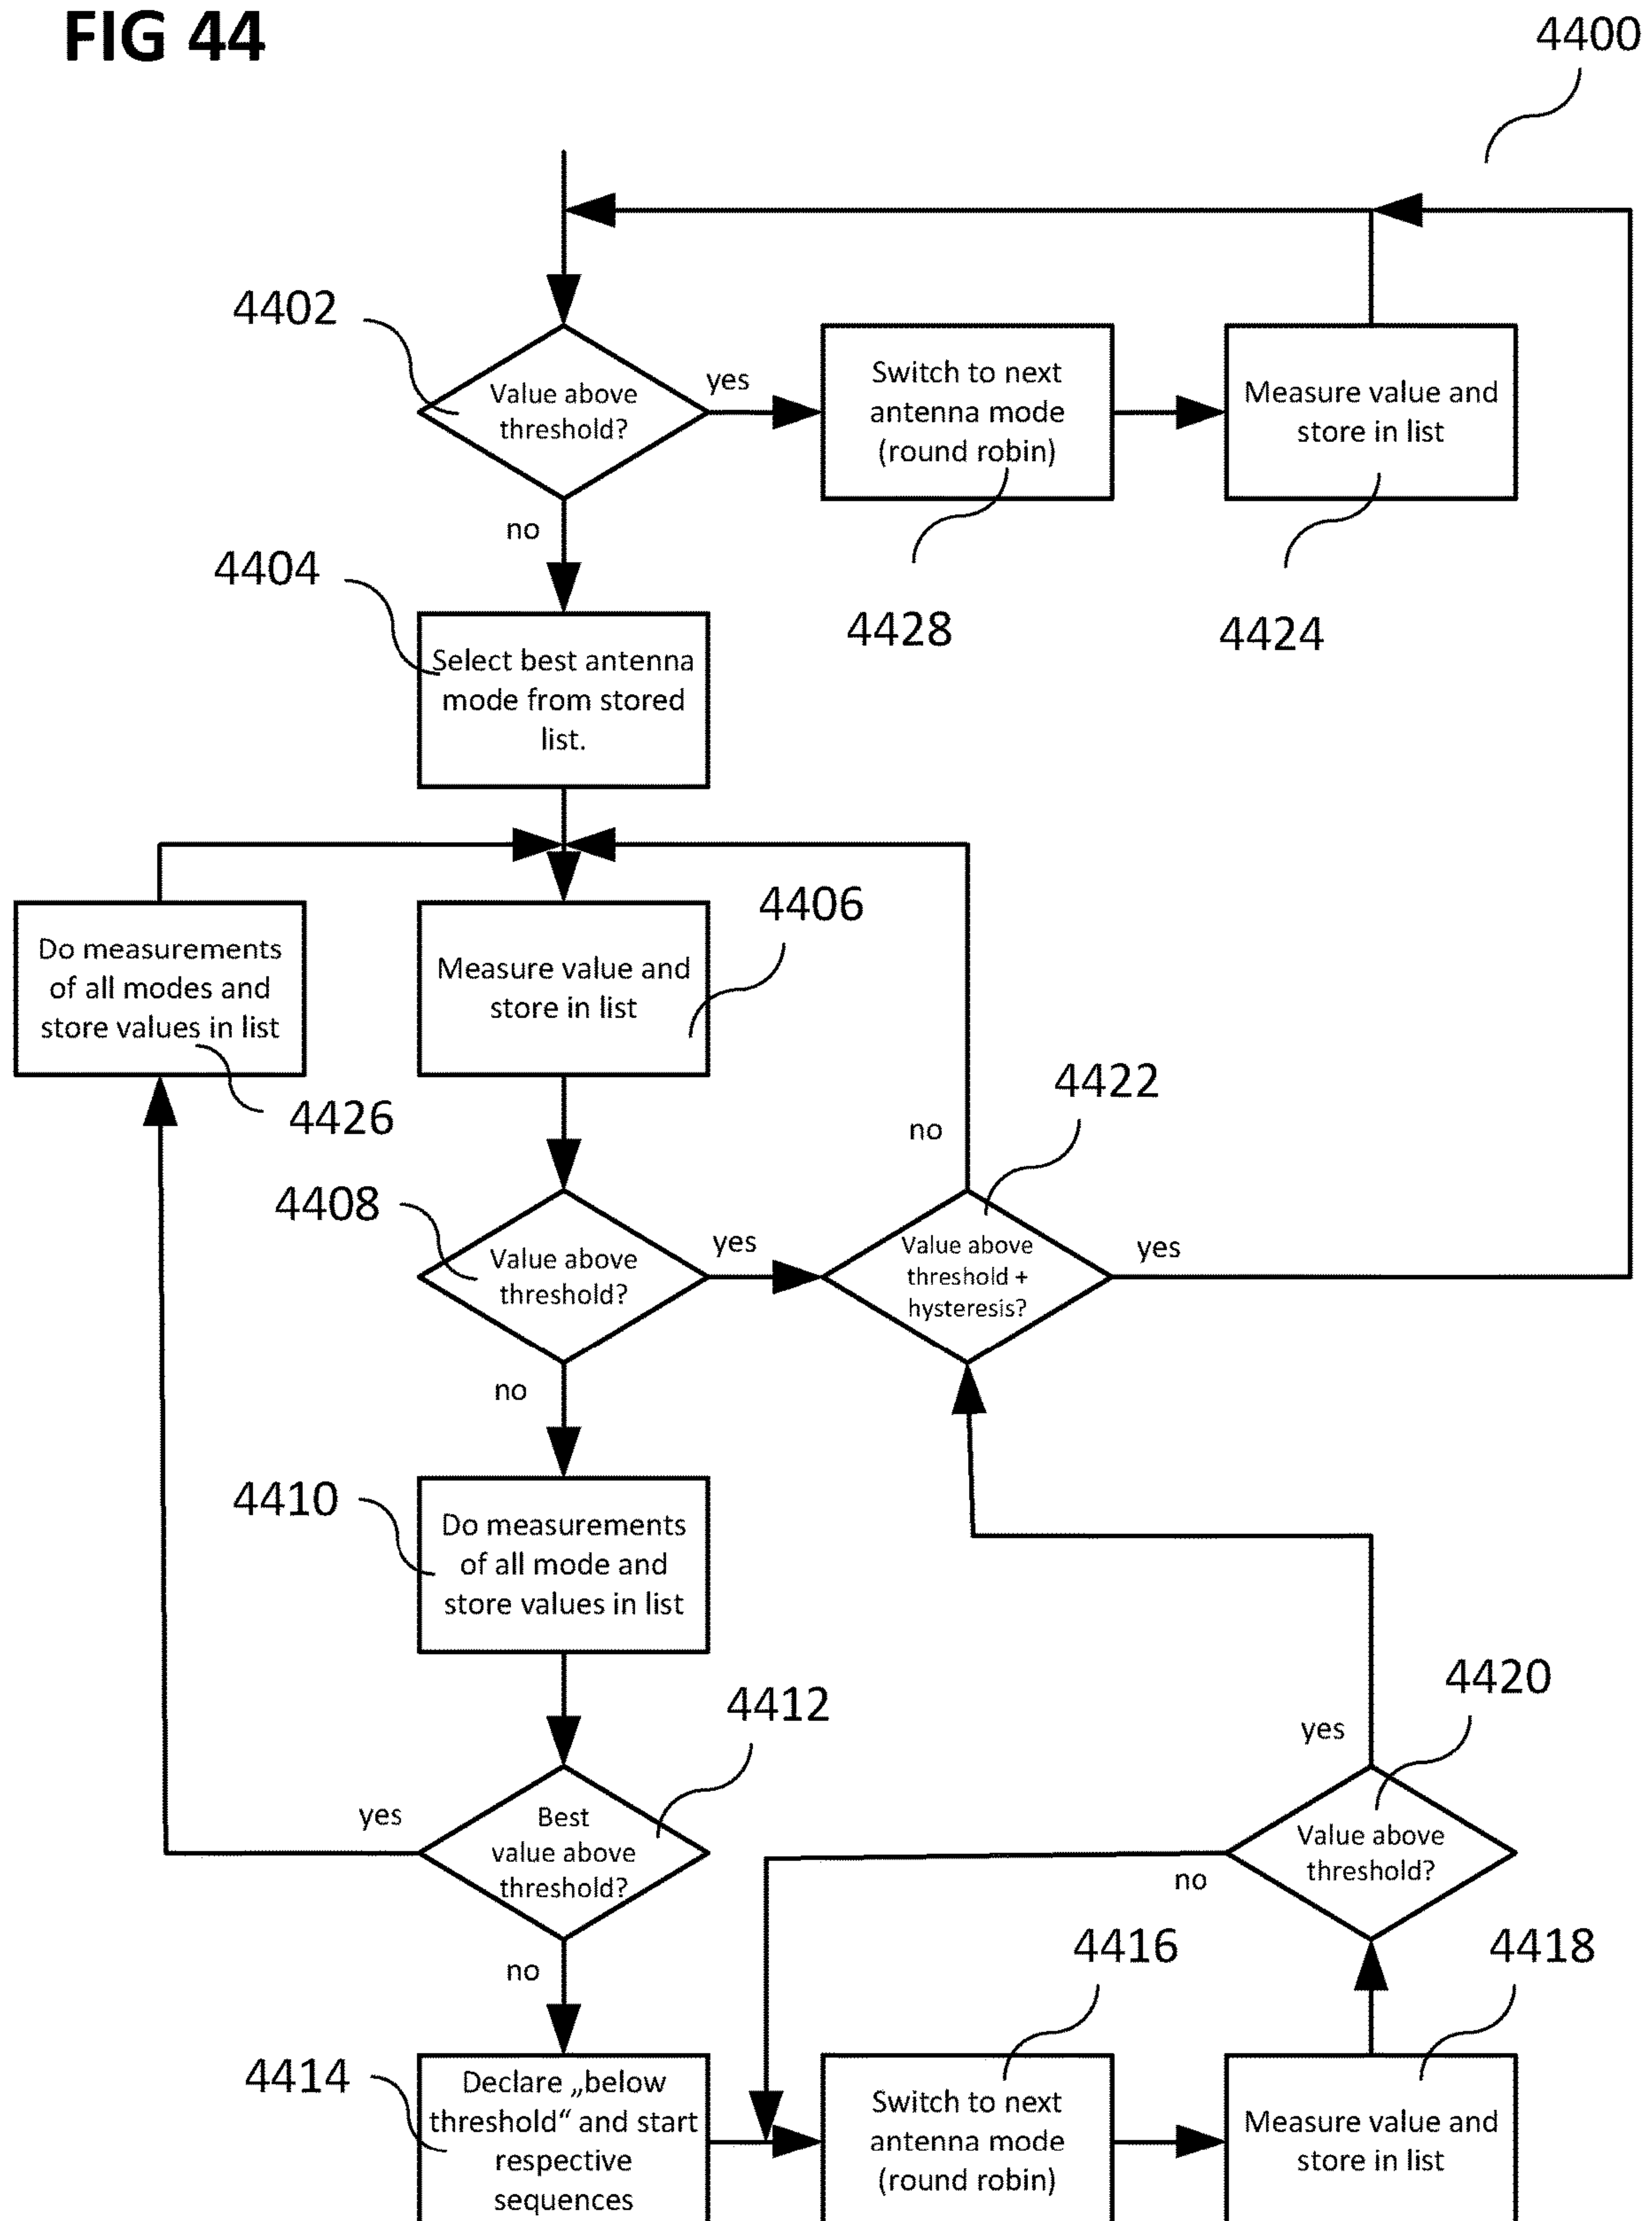 FIG 44
4400
4402
Value above
threshold?
yes
no
Switch to next
antenna mode
(round robin)
4428
Measure value and
store in list
4424
4404
Select best antenna
mode from stored
list.
Do measurements
of all modes and
store values in list
4426
Measure value and
store in list
4406
4408
Value above
threshold?
yes
no
4422
Value above
threshold +
hysteresis?
no
yes
4410
Do measurements
of all mode and
store values in list
4412
Best
value above
threshold?
yes
no
4420
Value above
threshold?
yes
no
4414
Declare „below
threshold“ and start
respective
sequences
4416
Switch to next
antenna mode
(round robin)
4418
Measure value and
store in list